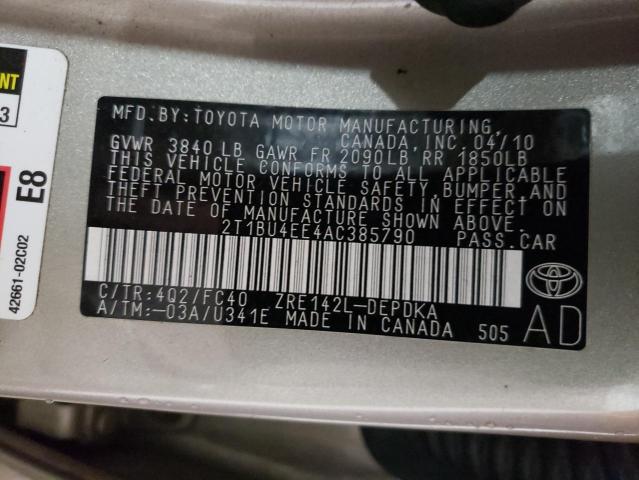 MFD.BY:TOYOTA MOTOR MANUFACTURING,
CANADA, INC. 04/10
GVWR 3840 LB GAWR FR 2090LB RR 1850LB
THIS VEHICLE CONFORMS TO ALL APPLICABLE
FEDERAL MOTOR VEHICLE SAFETY, BUMPER AND
THEFT PREVENTION STANDARDS IN EFFECT ON
THE DATE OF MANUFACTURE SHOWN ABOVE.
2T1BU4EE4AC385790 PASS.CAR
C/TR:4Q2/FC40 ZRE142L-DEPDKA
A/TM:-03A/U341E MADE IN CANADA 505
AD
3
E8
42661-02C02